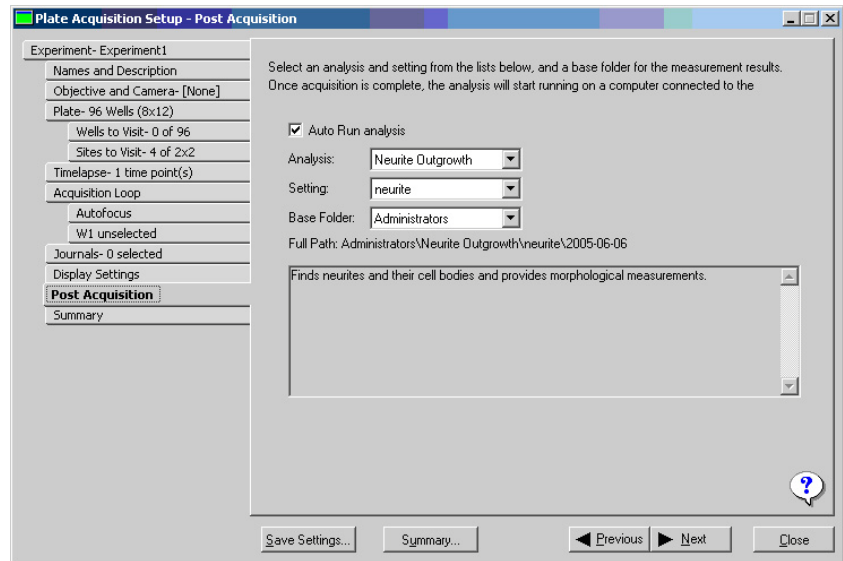 Plate Acquisition Setup - Post Acquisition
Experiment- Experiment1
Names and Description
Objective and Camera- [None]
Plate- 96 Wells (8x12)
Wells to Visit- 0 of 96
Sites to Visit- 4 of 2x2
Timelapse- 1 time point(s)
Acquisition Loop
Autofocus
W1 unselected
Journals- 0 selected
Display Settings
Post Acquisition
Summary
Select an analysis and setting from the lists below, and a base folder for the measurement results.
Once acquisition is complete, the analysis will start running on a computer connected to the
Auto Run analysis
Analysis: Neurite Outgrowth
Setting: neurite
Base Folder: Administrators
Full Path: Administrators\Neurite Outgrowth\neurite\2005-06-06
Finds neurites and their cell bodies and provides morphological measurements.
?
Save Settings... Summary... Previous Next Close